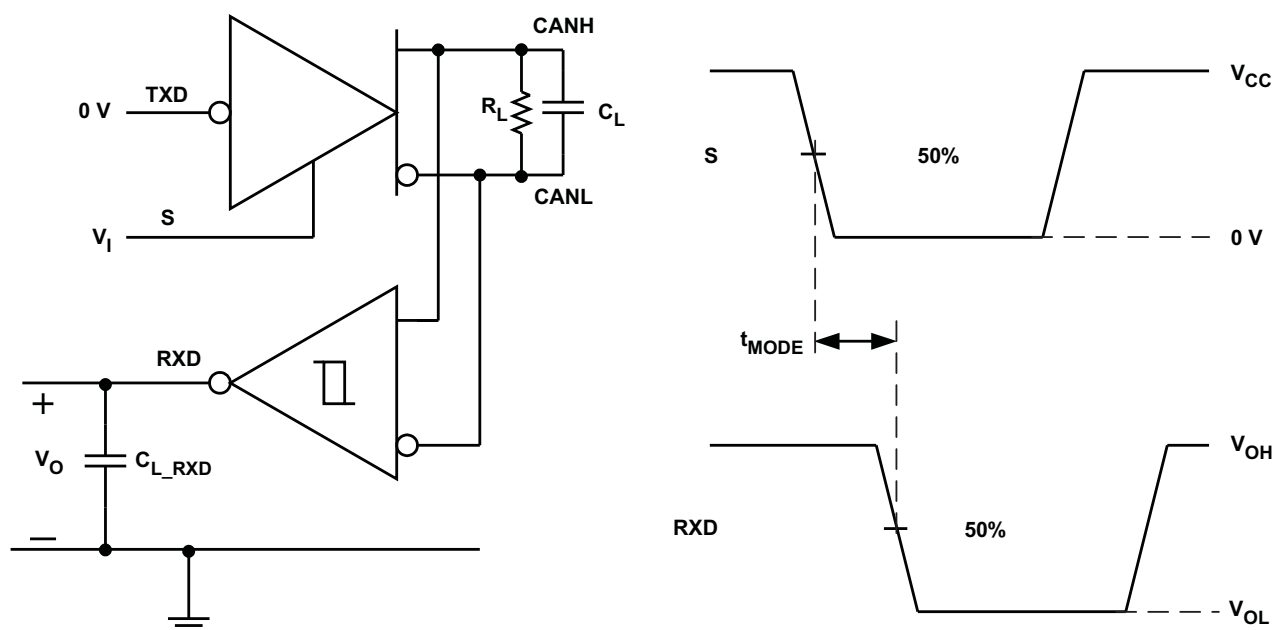 CANH
TXD
0 V
R_L
C_L
S
CANL
V_I
RXD
+
V_O
C_L_RXD
–
V_CC
S
50%
0 V
t_MODE
V_OH
RXD
50%
V_OL